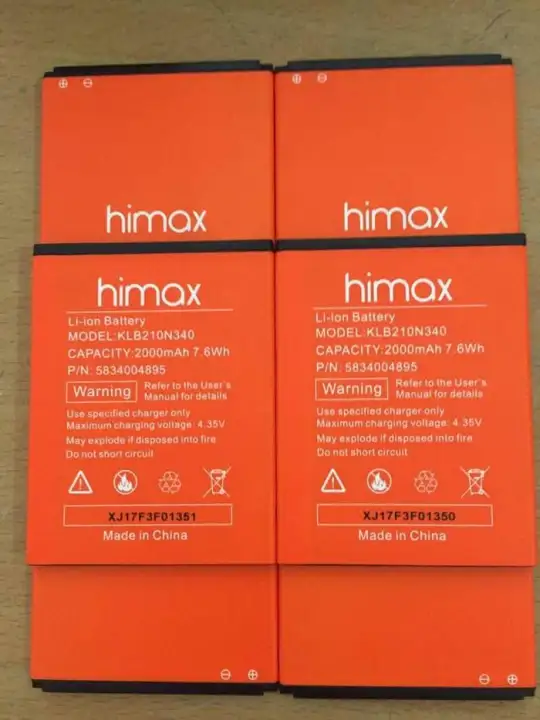 himax
himax
himax
Li-ion Battery
MODEL:KLB210N340
CAPACITY:2000mAh 7.6Wh
P/N: 5834004895
Warning Refer to the User's
Manual for details
Use specified charger only
Maximum charging voltage: 4.35V
May explode if disposed into fire
Do not short circuit
XJ17F3F01351
Made in China
himax
Li-ion Battery
MODEL:KLB210N340
CAPACITY:2000mAh 7.6Wh
P/N: 5834004895
Warning Refer to the User's
Manual for details
Use specified charger only
Maximum charging voltage: 4.35V
May explode if disposed into fire
Do not short circuit
XJ17F3F01350
Made in China